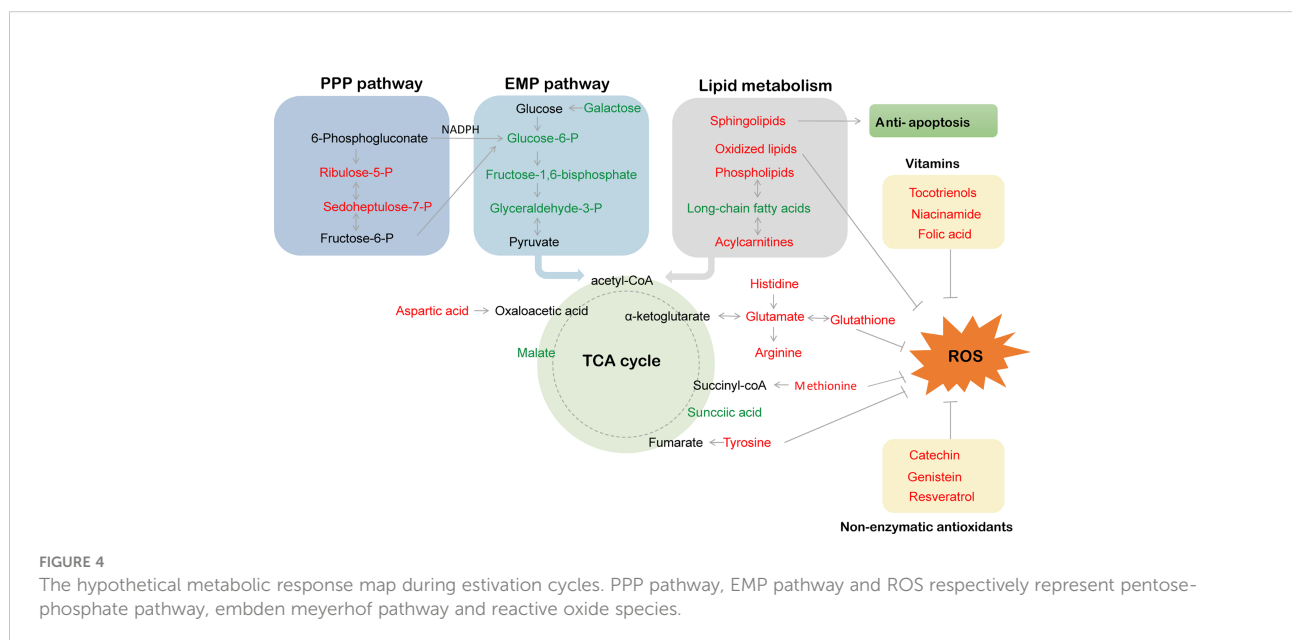 PPP pathway
EMP pathway
Lipid metabolism
6-Phosphogluconate
NADPH
Ribulose-5-P
Sedoheptulose-7-P
Fructose-6-P
Glucose
Galactose
Glucose-6-P
Fructose-1,6-bisphosphate
Glyceraldehyde-3-P
Pyruvate
Sphingolipids
Oxidized lipids
Phospholipids
Long-chain fatty acids
Acylcarnitines
Anti- apoptosis
Vitamins
Tocotrienols
Niacinamide
Folic acid
acetyl-CoA
Aspartic acid
Oxaloacetic acid
Malate
TCA cycle
α-ketoglutarate
Histidine
Glutamate
Glutathione
Arginine
Succinyl-coA
Methionine
Suncciic acid
Fumarate
Tyrosine
ROS
Catechin
Genistein
Resveratrol
Non-enzymatic antioxidants
FIGURE 4
The hypothetical metabolic response map during estivation cycles. PPP pathway, EMP pathway and ROS respectively represent pentose-
phosphate pathway, embden meyerhof pathway and reactive oxide species.